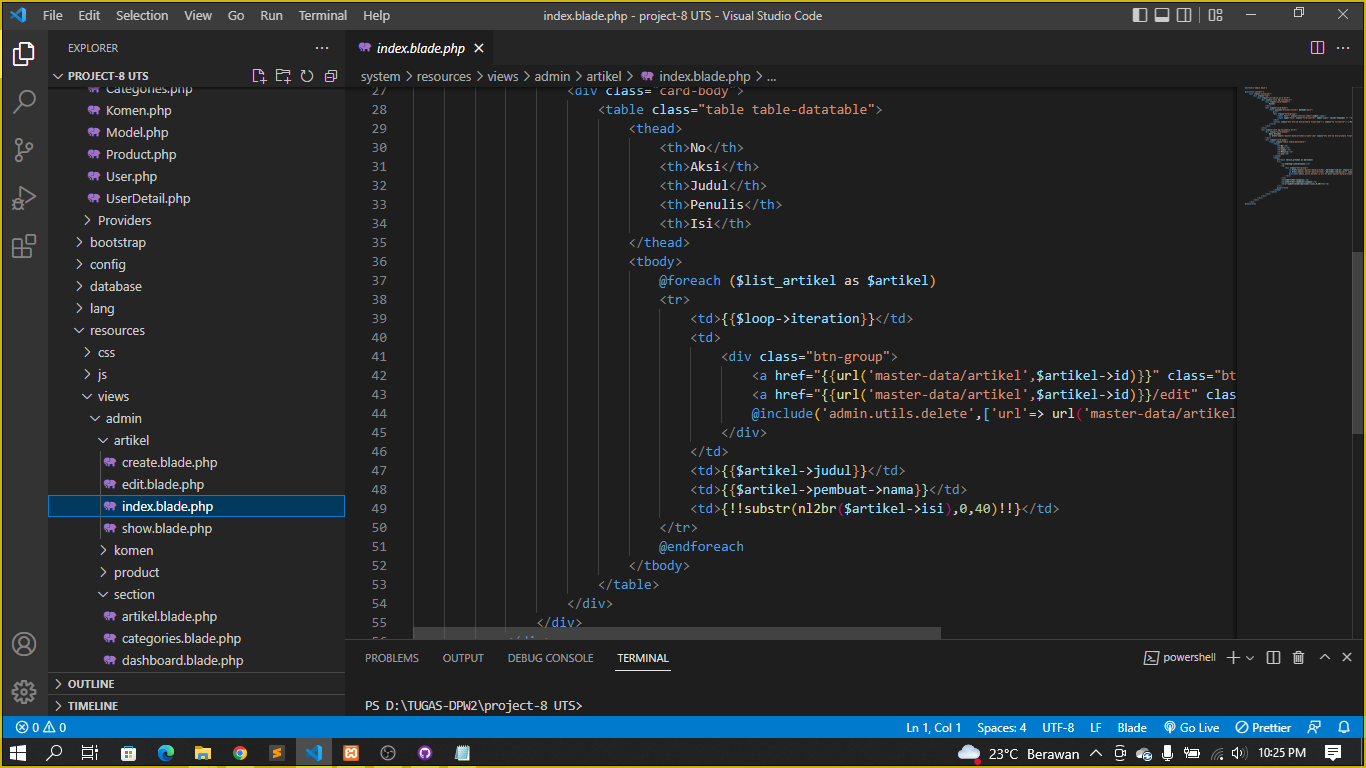 File Edit Selection View Go Run Terminal Help
index.blade.php - project-8 UTS - Visual Studio Code
EXPLORER
PROJECT-8 UTS
Categories.php
Komen.php
Model.php
Product.php
User.php
UserDetail.php
Providers
bootstrap
config
database
lang
resources
css
js
views
admin
artikel
create.blade.php
edit.blade.php
index.blade.php
show.blade.php
komen
product
section
artikel.blade.php
categories.blade.php
dashboard.blade.php
OUTLINE
TIMELINE
index.blade.php
system > resources > views > admin > artikel > index.blade.php > ...
27 <div class="card-body">
28 <table class="table table-datatable">
29 <thead>
30 <th>No</th>
31 <th>Aksi</th>
32 <th>Judul</th>
33 <th>Penulis</th>
34 <th>Isi</th>
35 </thead>
36 <tbody>
37 @foreach ($list_artikel as $artikel)
38 <tr>
39 <td>{{$loop->iteration}}</td>
40 <td>
41 <div class="btn-group">
42 <a href="{{url('master-data/artikel',$artikel->id)}}" class="bt
43 <a href="{{url('master-data/artikel',$artikel->id)}}/edit" clas
44 @include('admin.utils.delete',['url'=> url('master-data/artikel
45 </div>
46 </td>
47 <td>{{$artikel->judul}}</td>
48 <td>{{$artikel->pembuat->nama}}</td>
49 <td>{!!substr(nl2br($artikel->isi),0,40)!!}</td>
50 </tr>
51 @endforeach
52 </tbody>
53 </table>
54 </div>
55 </div>
56 </div>
PROBLEMS OUTPUT DEBUG CONSOLE TERMINAL
powershell
PS D:\TUGAS-DPW2\project-8 UTS>
0 0
Ln 1, Col 1 Spaces: 4 UTF-8 LF Blade Go Live Prettier
23°C Berawan
10:25 PM